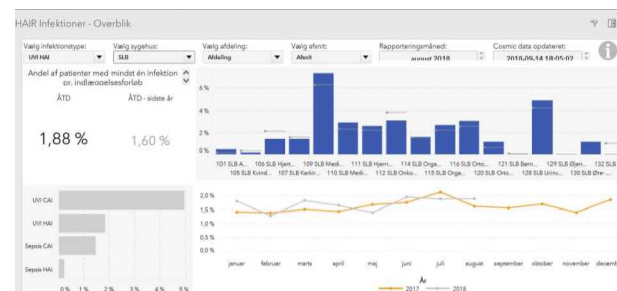 HAIR Infektioner - Overblik
Vælg infektionstype:
Vælg sygehus:
Vælg afdeling:
Vælg afsnit:
Rapporteringsmåned:
Cosmic data opdateret:
UVI HAI
SLB
Afdeling
Afsnit
august 2018
2018-09-14 18:05:02
Andel af patienter med mindst én infektion
pr. indlæggelsesforløb
ÅTD
ÅTD - sidste år
1,88 %
1,60 %
6 %
4 %
2 %
0 %
101 SLB A...
106 SLB Hjert...
109 SLB Medi...
111 SLB Hjern...
114 SLB Orga...
116 SLB Orto...
121 SLB Børn...
129 SLB Øjen...
132 SLB
105 SLB Kvind...
107 SLB Karkir...
110 SLB Medi...
112 SLB Onko...
115 SLB Orga...
120 SLB Orto...
128 SLB Urinv...
130 SLB Øre-...
UVI CAI
UVI HAI
Sepsis CAI
Sepsis HAI
0 %
1 %
2 %
3 %
4 %
5 %
2,0 %
1,5 %
1,0 %
0,5 %
0,0 %
januar
februar
marts
april
maj
juni
juli
august
september
oktober
november
decemb
År
2017
2018